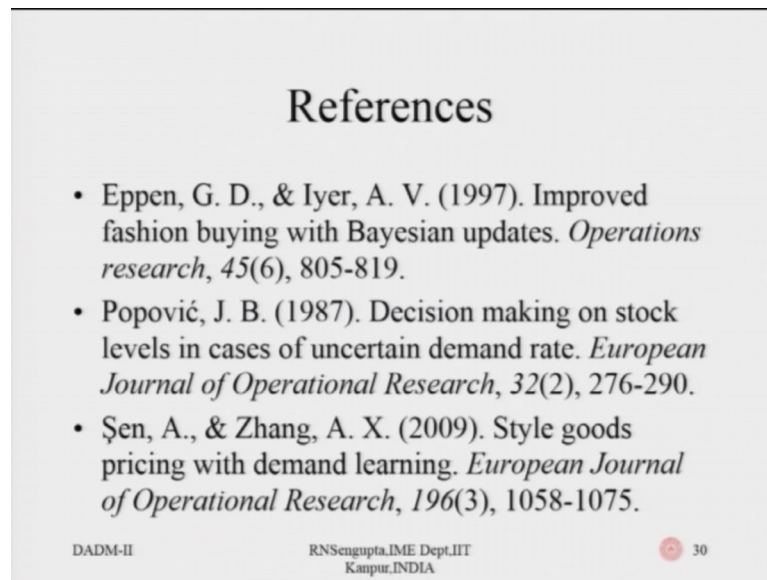 References
• Eppen, G. D., & Iyer, A. V. (1997). Improved
fashion buying with Bayesian updates. Operations
research, 45(6), 805-819.
• Popović, J. B. (1987). Decision making on stock
levels in cases of uncertain demand rate. European
Journal of Operational Research, 32(2), 276-290.
• Şen, A., & Zhang, A. X. (2009). Style goods
pricing with demand learning. European Journal
of Operational Research, 196(3), 1058-1075.
DADM-II
RNSengupta,IME Dept,IIT
Kanpur,INDIA
30